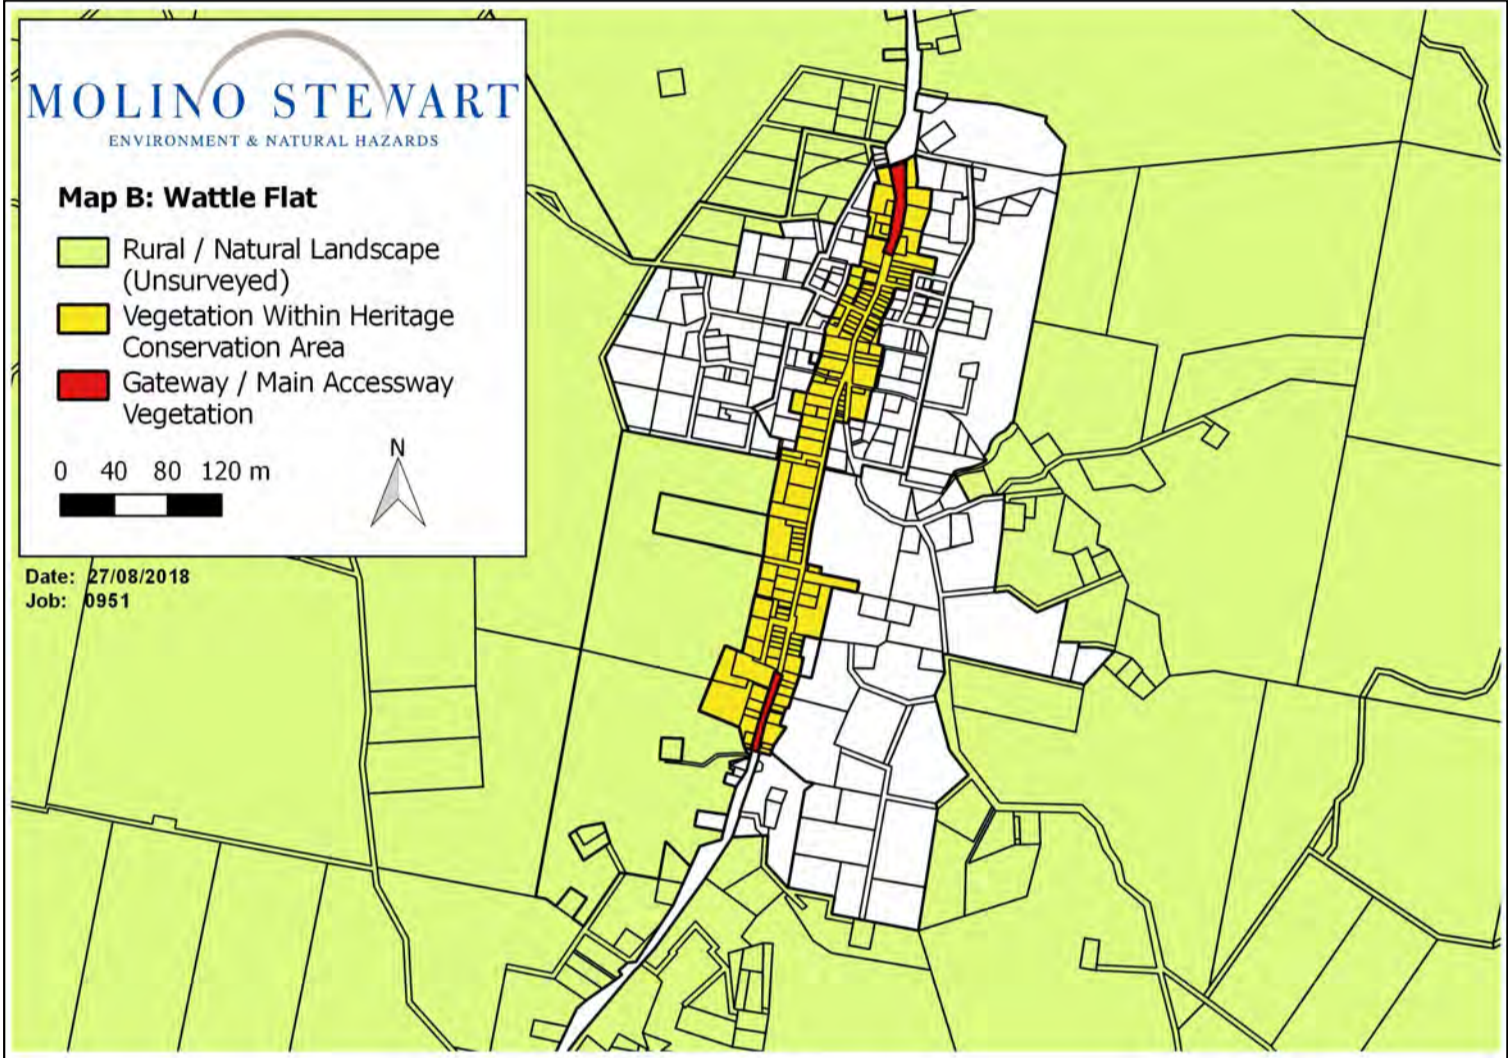 MOLINO STEWART
ENVIRONMENT & NATURAL HAZARDS
Map B: Wattle Flat
Rural / Natural Landscape
(Unsurveyed)
Vegetation Within Heritage
Conservation Area
Gateway / Main Accessway
Vegetation
N
0 40 80 120 m
Date: 27/08/2018
Job: 0951